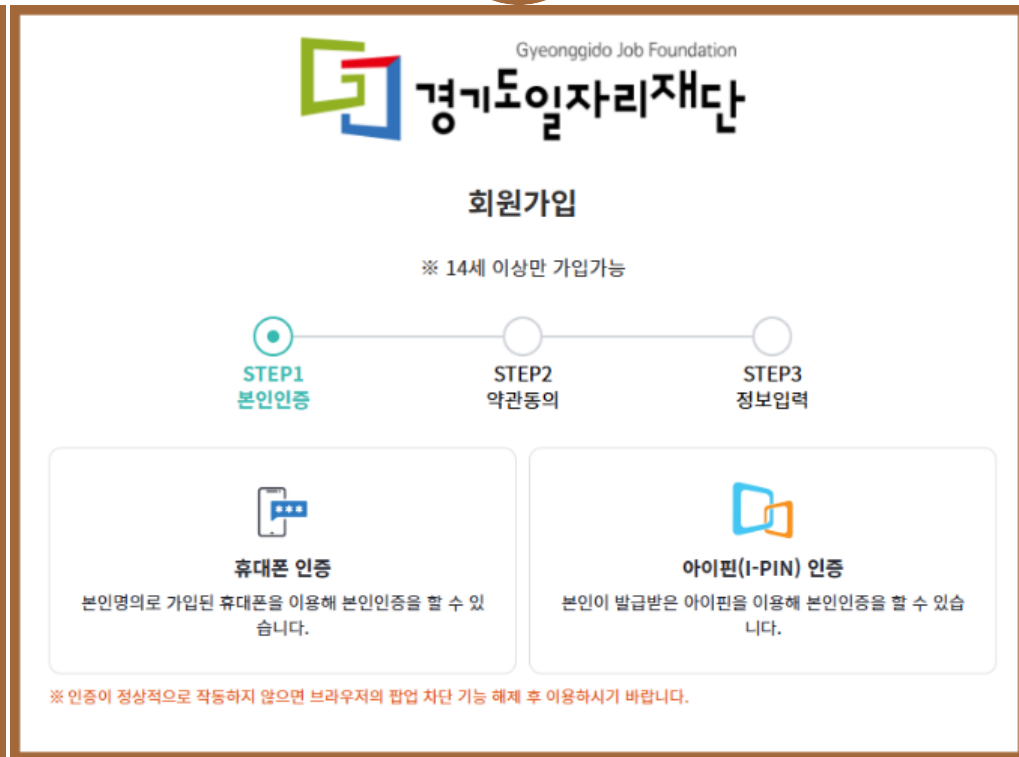 Gyeonggido Job Foundation
경기도일자리재단
회원가입
※ 14세 이상만 가입가능
STEP1
본인인증
STEP2
약관동의
STEP3
정보입력
휴대폰 인증
본인명의로 가입된 휴대폰을 이용해 본인인증을 할 수 있
습니다.
아이핀(I-PIN) 인증
본인이 발급받은 아이핀을 이용해 본인인증을 할 수 있습
니다.
※ 인증이 정상적으로 작동하지 않으면 브라우저의 팝업 차단 기능 해제 후 이용하시기 바랍니다.